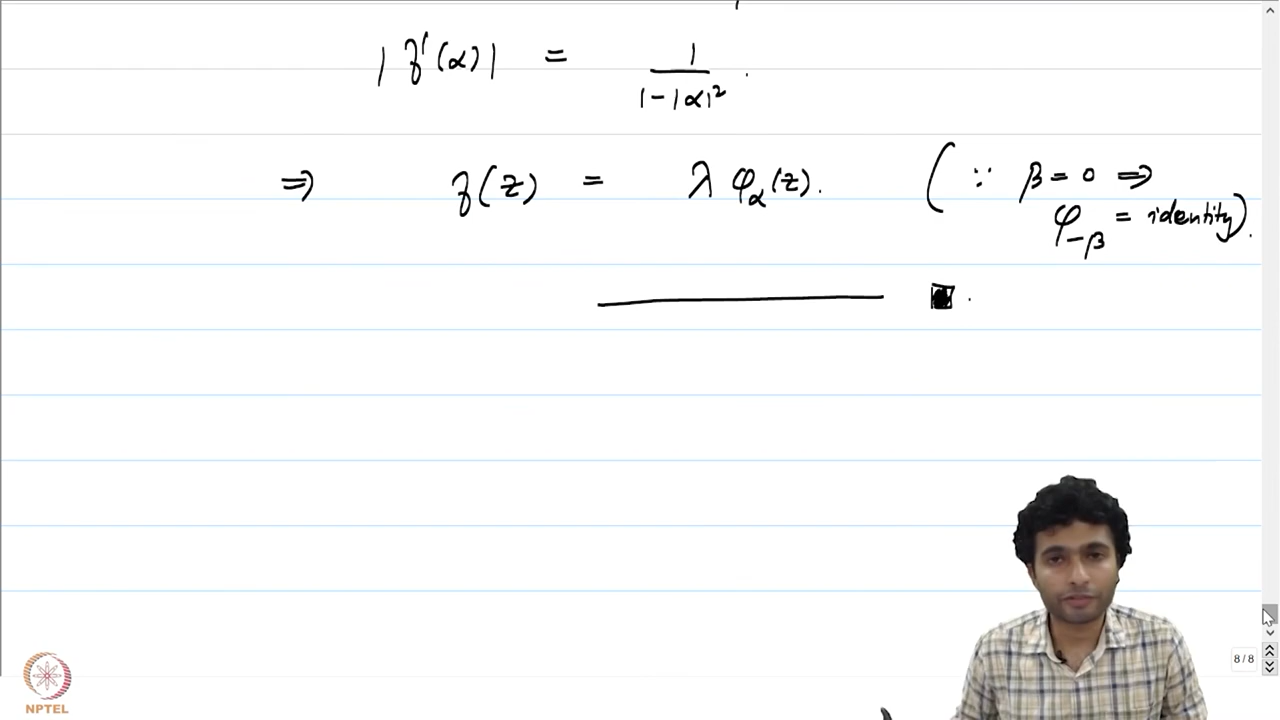 |f'(α)| = 1 / (1-|α|²) .
⇒ f(z) = λ φ_α(z). (∵ β = 0 ⇒
φ_{-β} = identity).
8 / 8
NPTEL